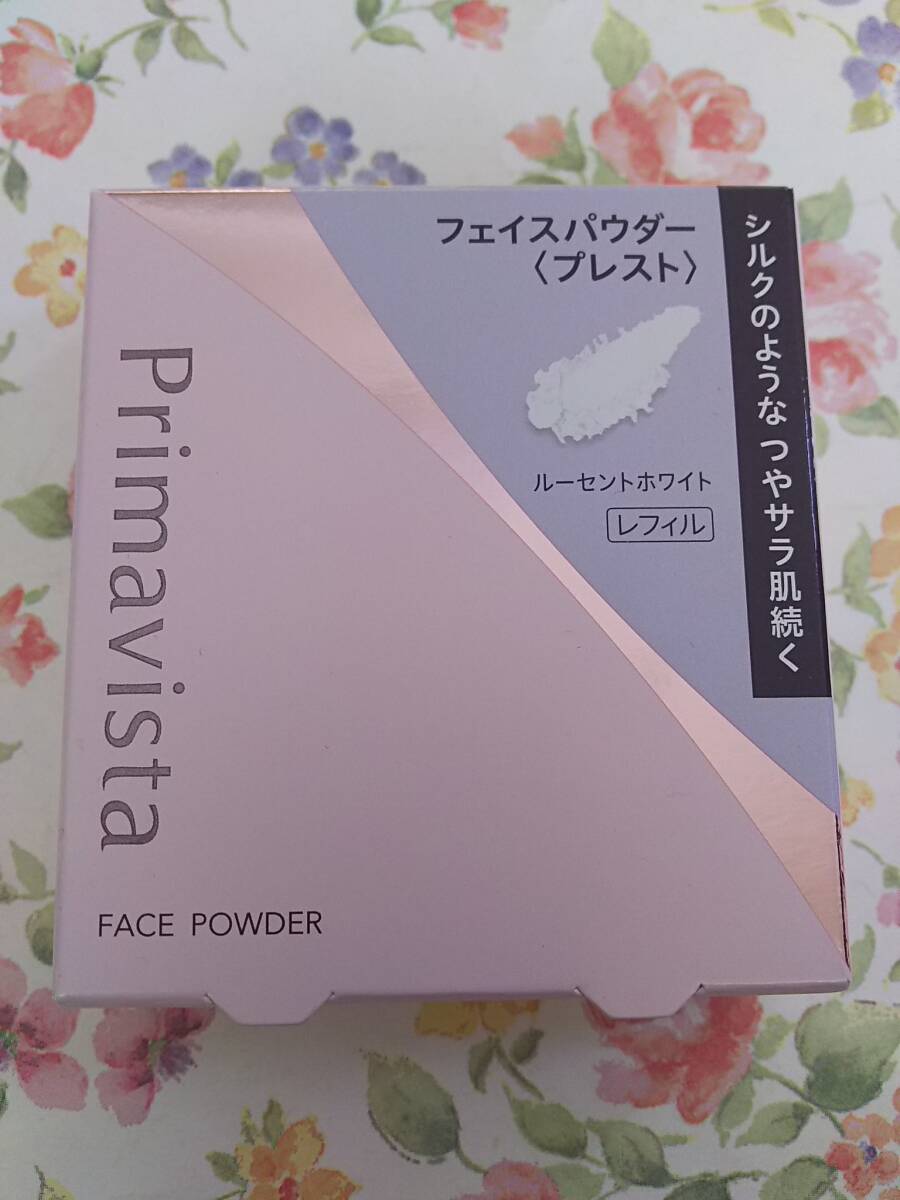 フェイスパウダー
〈プレスト〉
ルーセントホワイト
レフィル
シルクのような つやサラ肌続く
Primavista
FACE POWDER